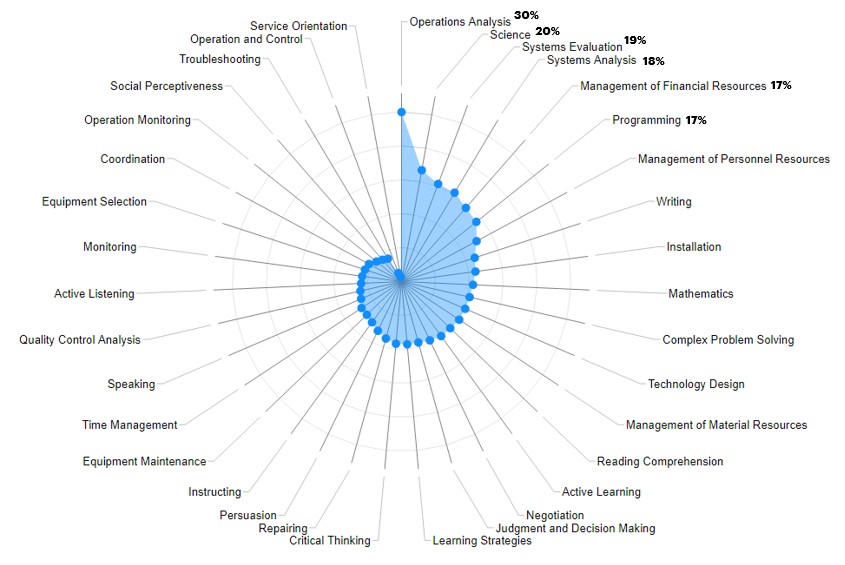 Service Orientation
Operations Analysis 30%
Operation and Control
Science 20%
Troubleshooting
Systems Evaluation 19%
Systems Analysis 18%
Social Perceptiveness
Management of Financial Resources 17%
Operation Monitoring
Programming 17%
Coordination
Management of Personnel Resources
Equipment Selection
Writing
Monitoring
Installation
Active Listening
Mathematics
Quality Control Analysis
Complex Problem Solving
Speaking
Technology Design
Time Management
Management of Material Resources
Equipment Maintenance
Reading Comprehension
Instructing
Active Learning
Persuasion
Negotiation
Repairing
Judgment and Decision Making
Critical Thinking
Learning Strategies